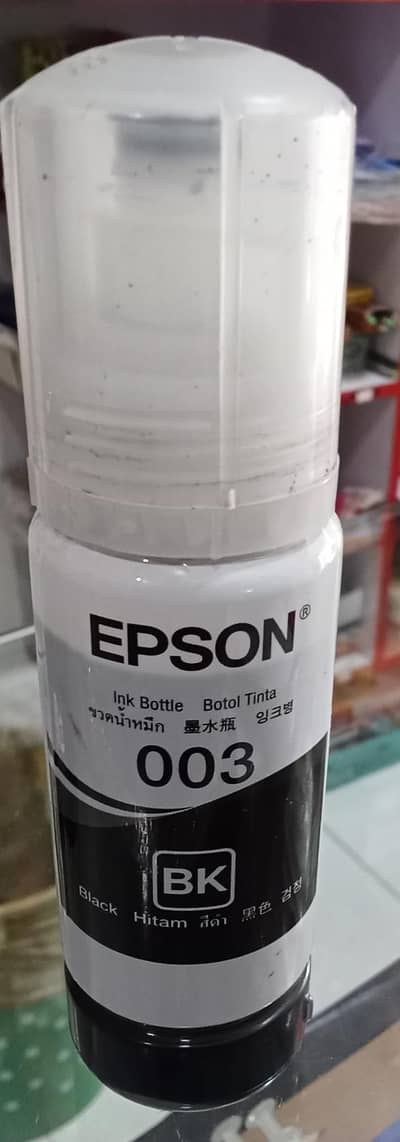 EPSON®
Ink Bottle Botol Tinta
ขวดน้ำหมึก 墨水瓶 잉크병
003
BK
Black Hitam สีดำ 黑色 검정